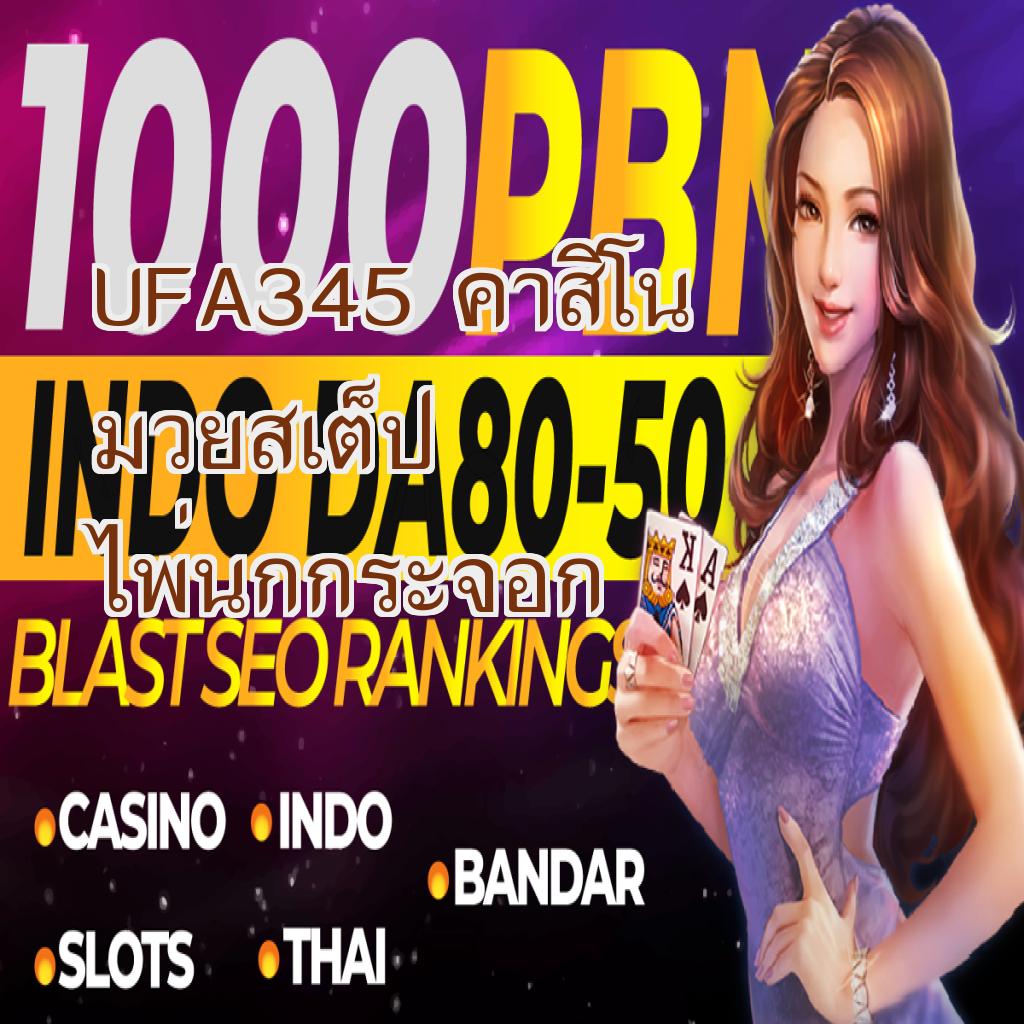 1000PBN
UFA345 คาสิโน
INDO DA80-50
มวยสเต็ป
ไพ่นกกระจอก
BLAST SEO RANKINGS
CASINO
INDO
BANDAR
SLOTS
THAI
K A